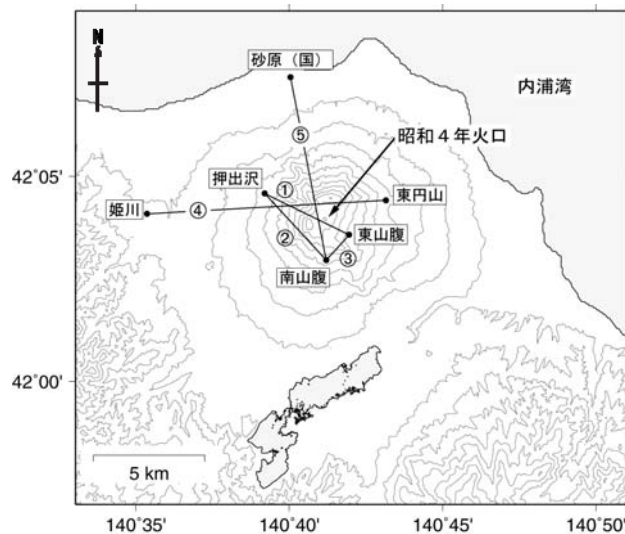 N
砂原（国）
内浦湾
⑤
昭和４年火口
42°05'
押出沢
①
東円山
姫川
④
②
東山腹
③
南山腹
42°00'
5 km
140°35'
140°40'
140°45'
140°50'